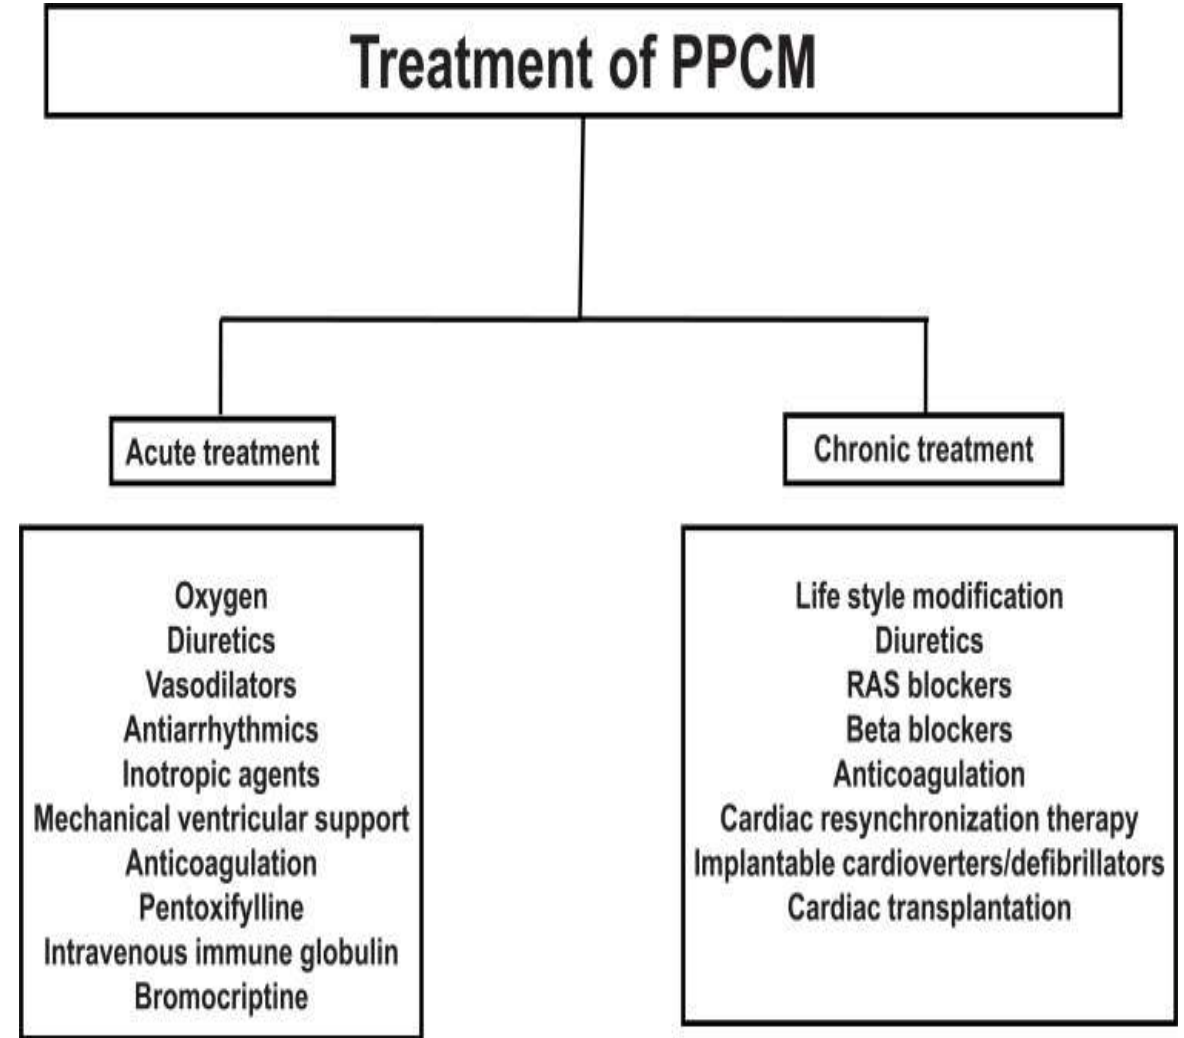 Treatment of PPCM
Acute treatment
Oxygen
Diuretics
Vasodilators
Antiarrhythmics
Inotropic agents
Mechanical ventricular support
Anticoagulation
Pentoxifylline
Intravenous immune globulin
Bromocriptine
Chronic treatment
Life style modification
Diuretics
RAS blockers
Beta blockers
Anticoagulation
Cardiac resynchronization therapy
Implantable cardioverters/defibrillators
Cardiac transplantation